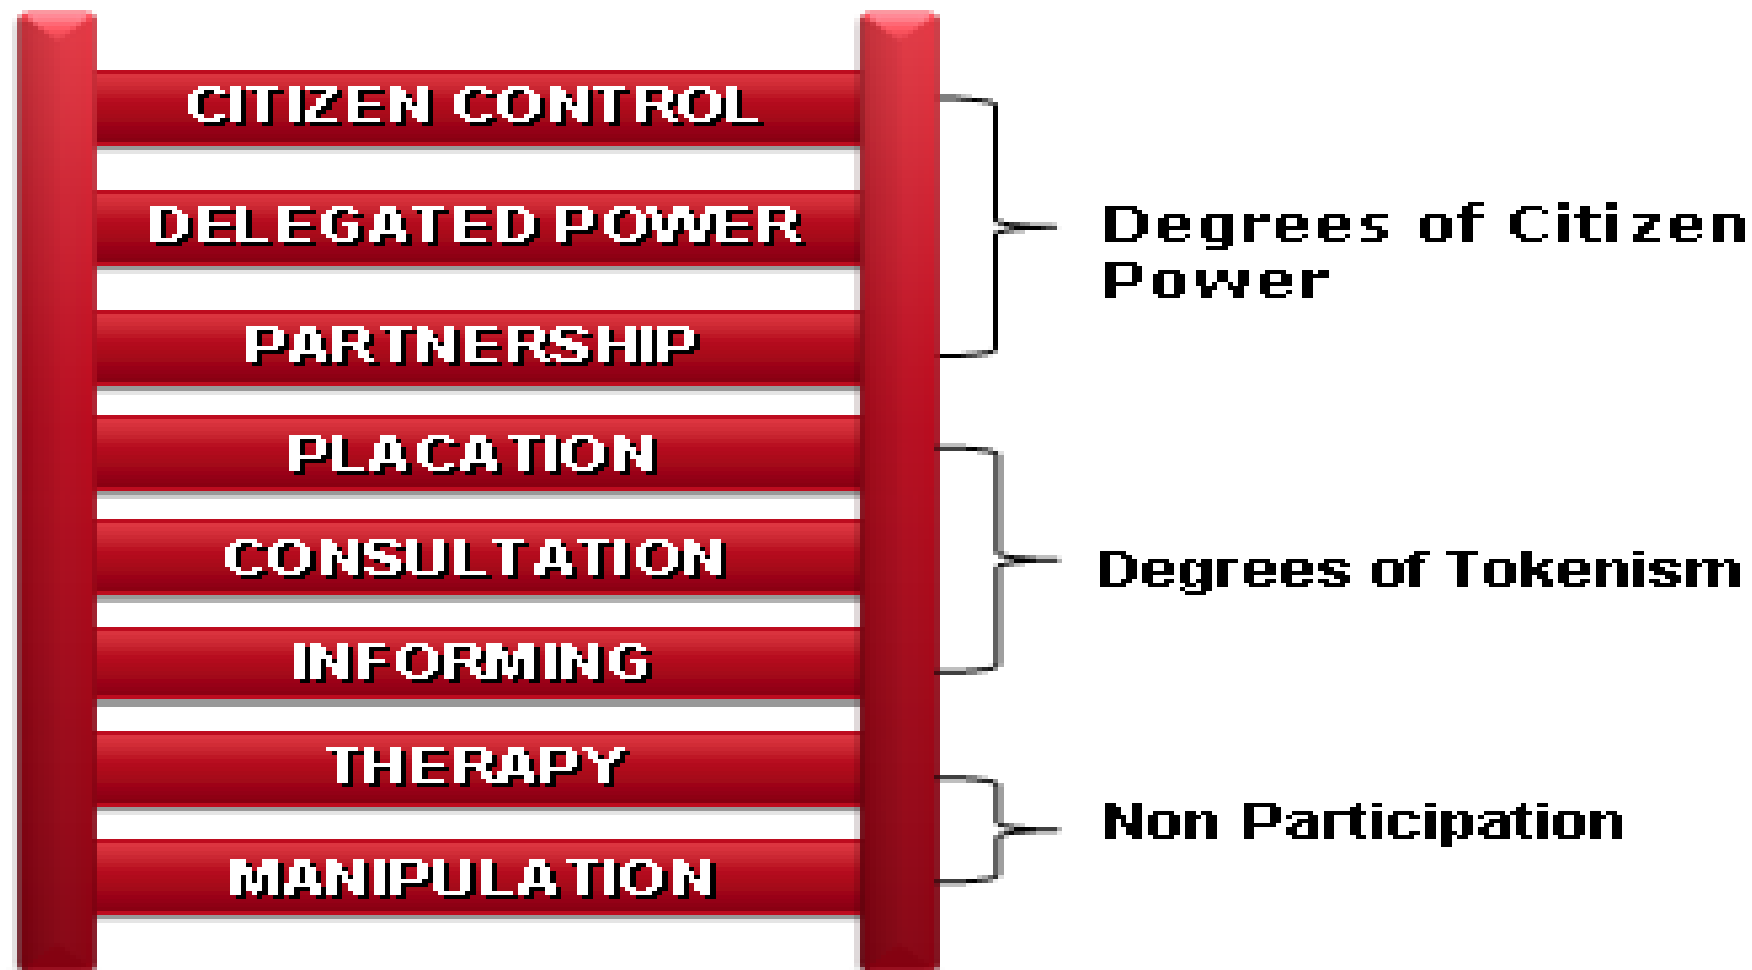 CITIZEN CONTROL
DELEGATED POWER
PARTNERSHIP
PLACATION
CONSULTATION
INFORMING
THERAPY
MANIPULATION
Degrees of Citizen
Power
Degrees of Tokenism
Non Participation